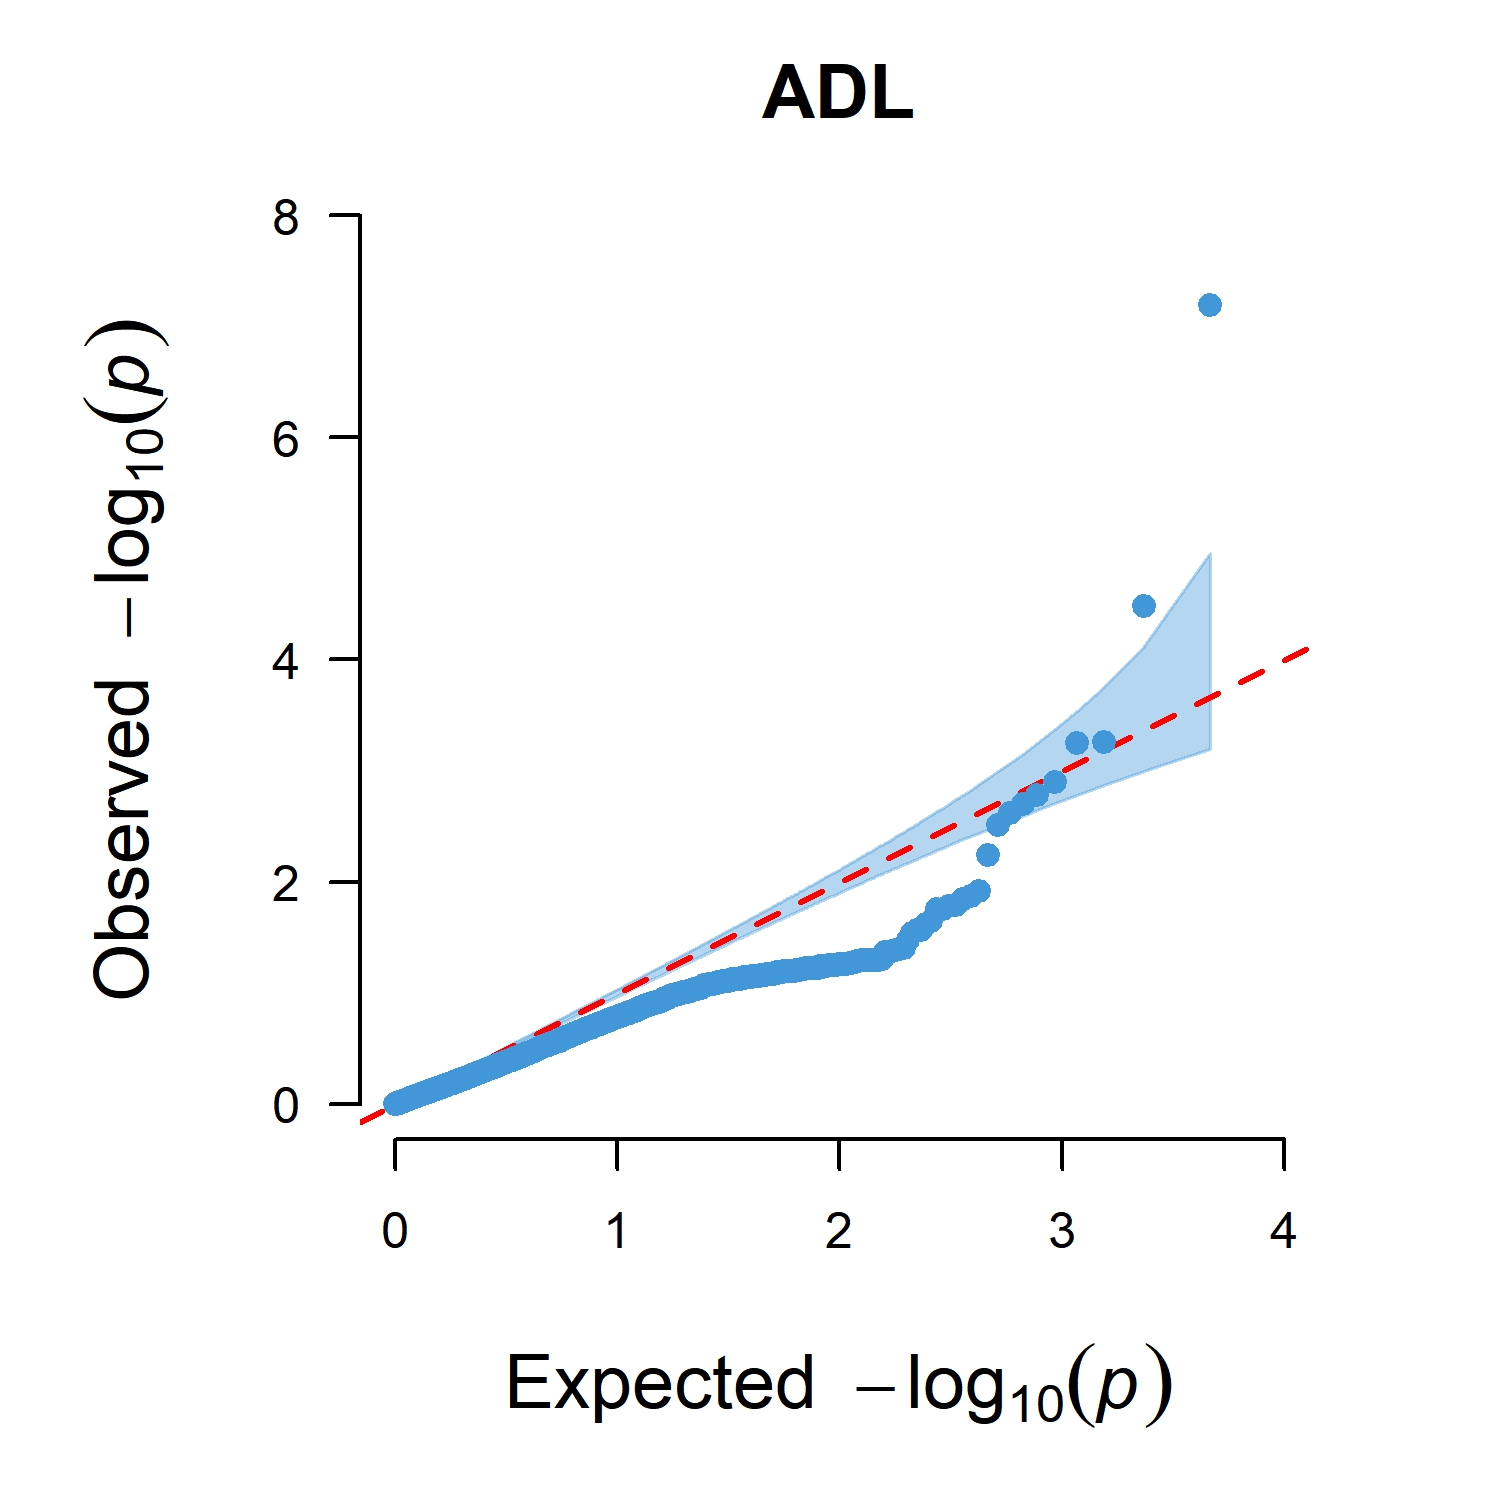 ADL
8
6
4
2
0
Observed −log₁₀(p)
0 1 2 3 4
Expected −log₁₀(p)